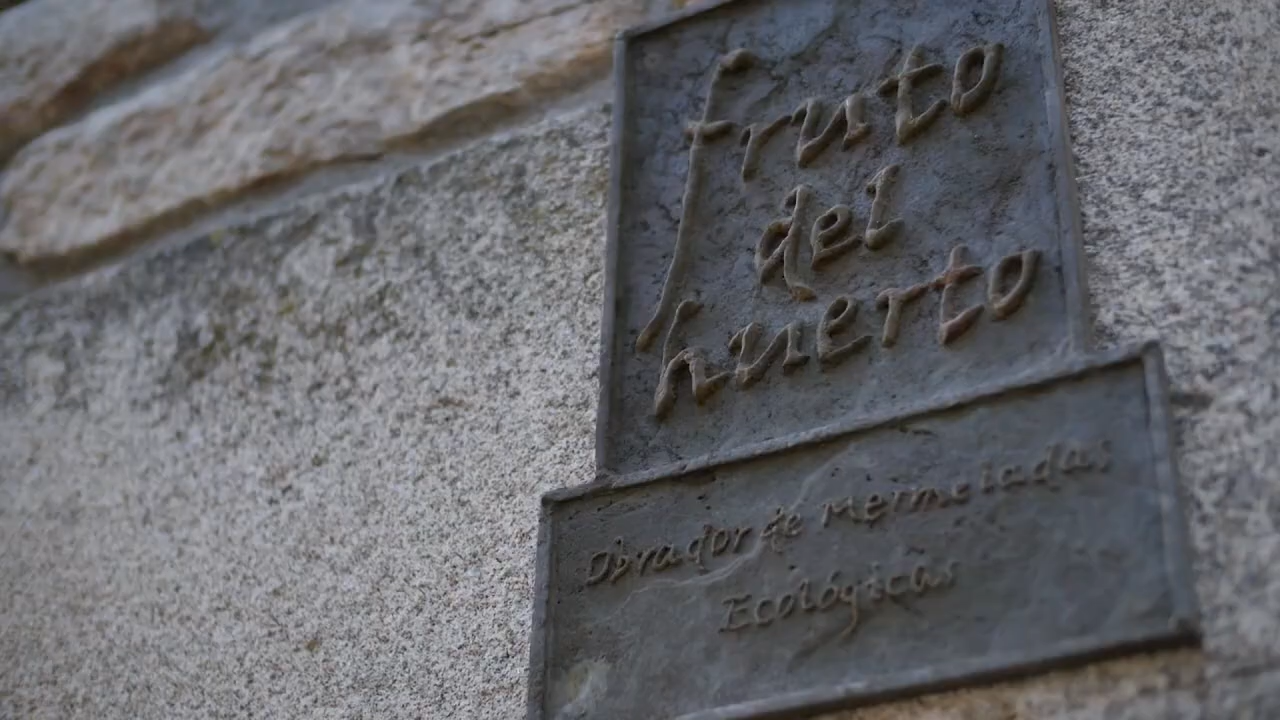 fruto
del
huerto
Obrador de Mermeladas
Ecológicas